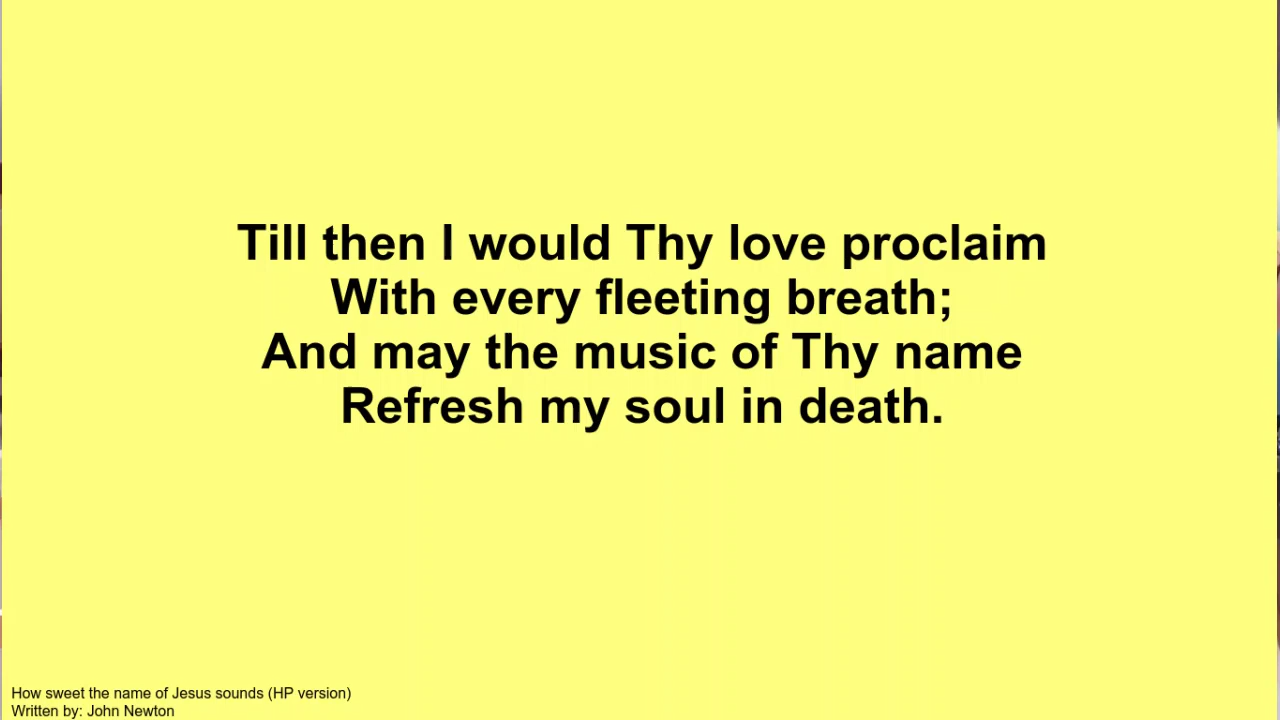 Till then I would Thy love proclaim
With every fleeting breath;
And may the music of Thy name
Refresh my soul in death.
How sweet the name of Jesus sounds (HP version)
Written by: John Newton